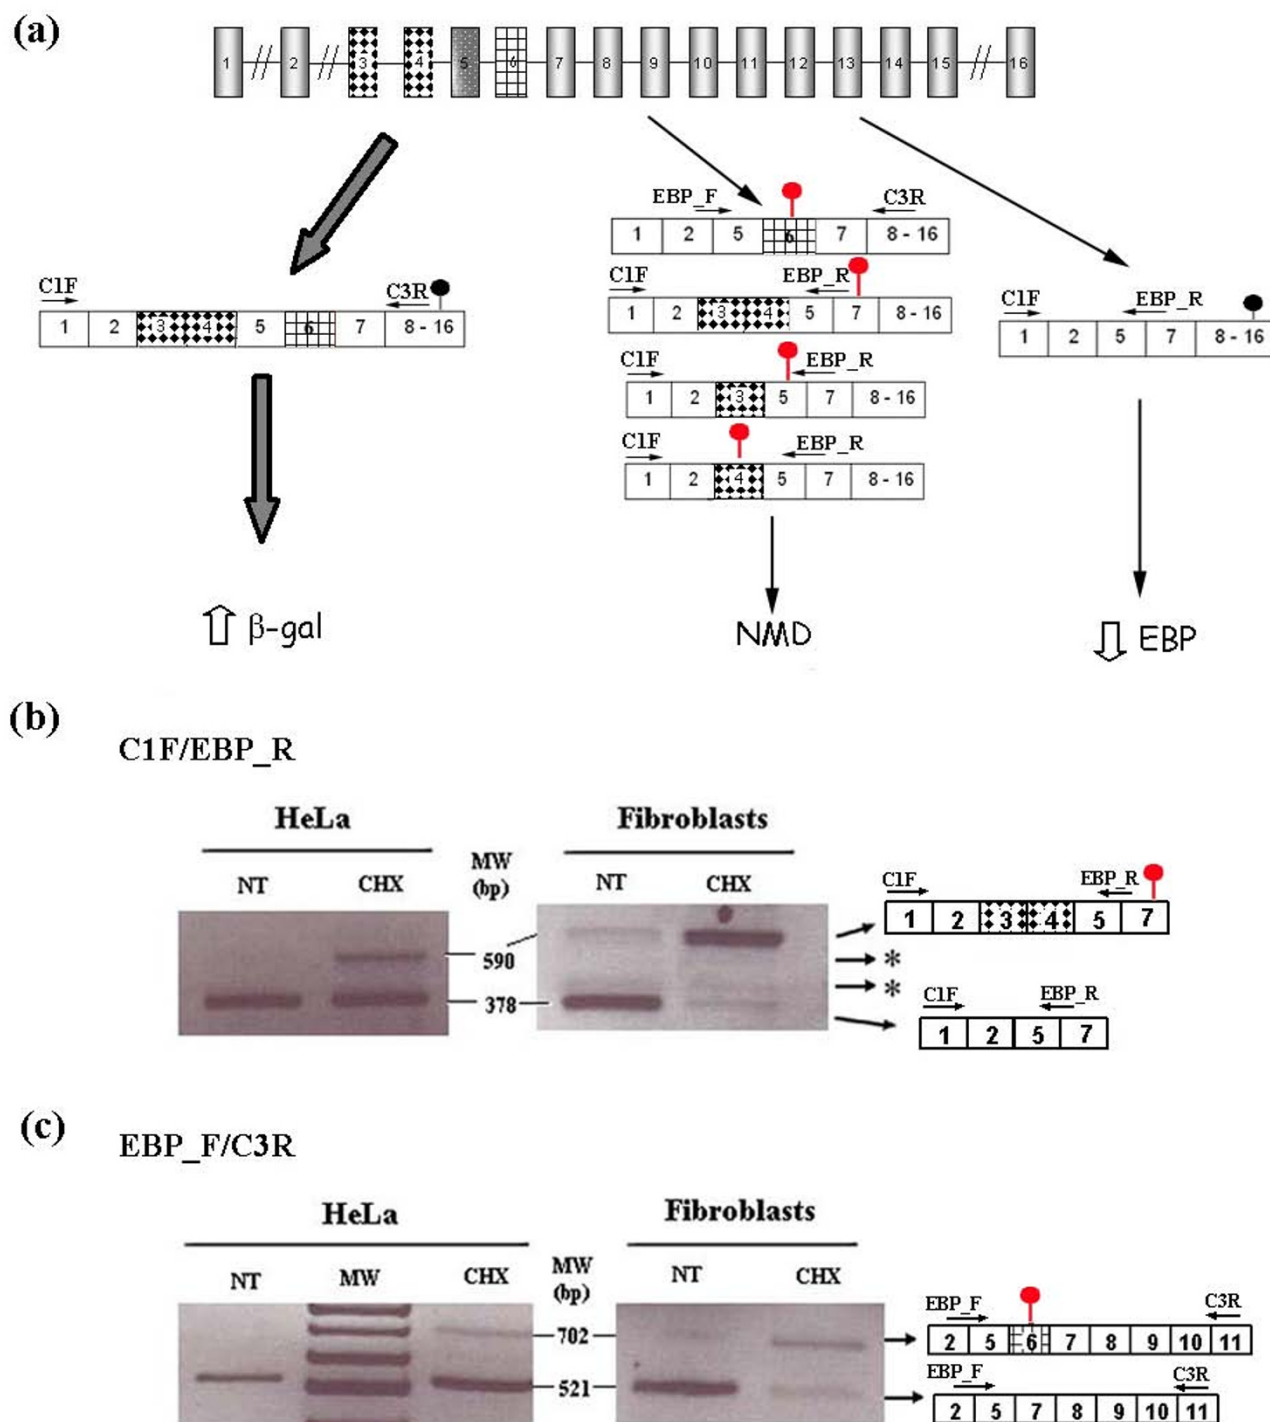 (a)
1 2 3 4 5 6 7 8 9 10 11 12 13 14 15 16
EBP_F C3R
1 2 5 6 7 8 - 16
C1F C3R
1 2 3 4 5 6 7 8 - 16
C1F EBP_R
1 2 3 4 5 7 8 - 16
C1F EBP_R
1 2 5 7 8 - 16
C1F EBP_R
1 2 3 5 7 8 - 16
C1F EBP_R
1 2 4 5 7 8 - 16
β-gal
NMD
EBP
(b)
C1F/EBP_R
HeLa
Fibroblasts
NT CHX
MW
(bp)
NT CHX
590
378
C1F EBP_R
1 2 3 4 5 7
*
*
C1F EBP_R
1 2 5 7
(c)
EBP_F/C3R
HeLa
Fibroblasts
NT MW CHX
MW
(bp)
NT CHX
702
521
EBP_F C3R
2 5 6 7 8 9 10 11
EBP_F C3R
2 5 7 8 9 10 11